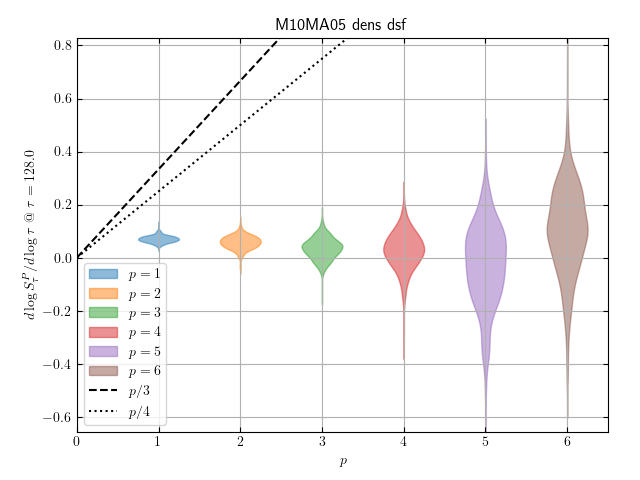 M10MA05 dens dsf
d log S_τ^P / d log τ @ τ = 128.0
0.8
0.6
0.4
0.2
0.0
−0.2
−0.4
−0.6
p = 1
p = 2
p = 3
p = 4
p = 5
p = 6
p/3
p/4
0 1 2 3 4 5 6
p